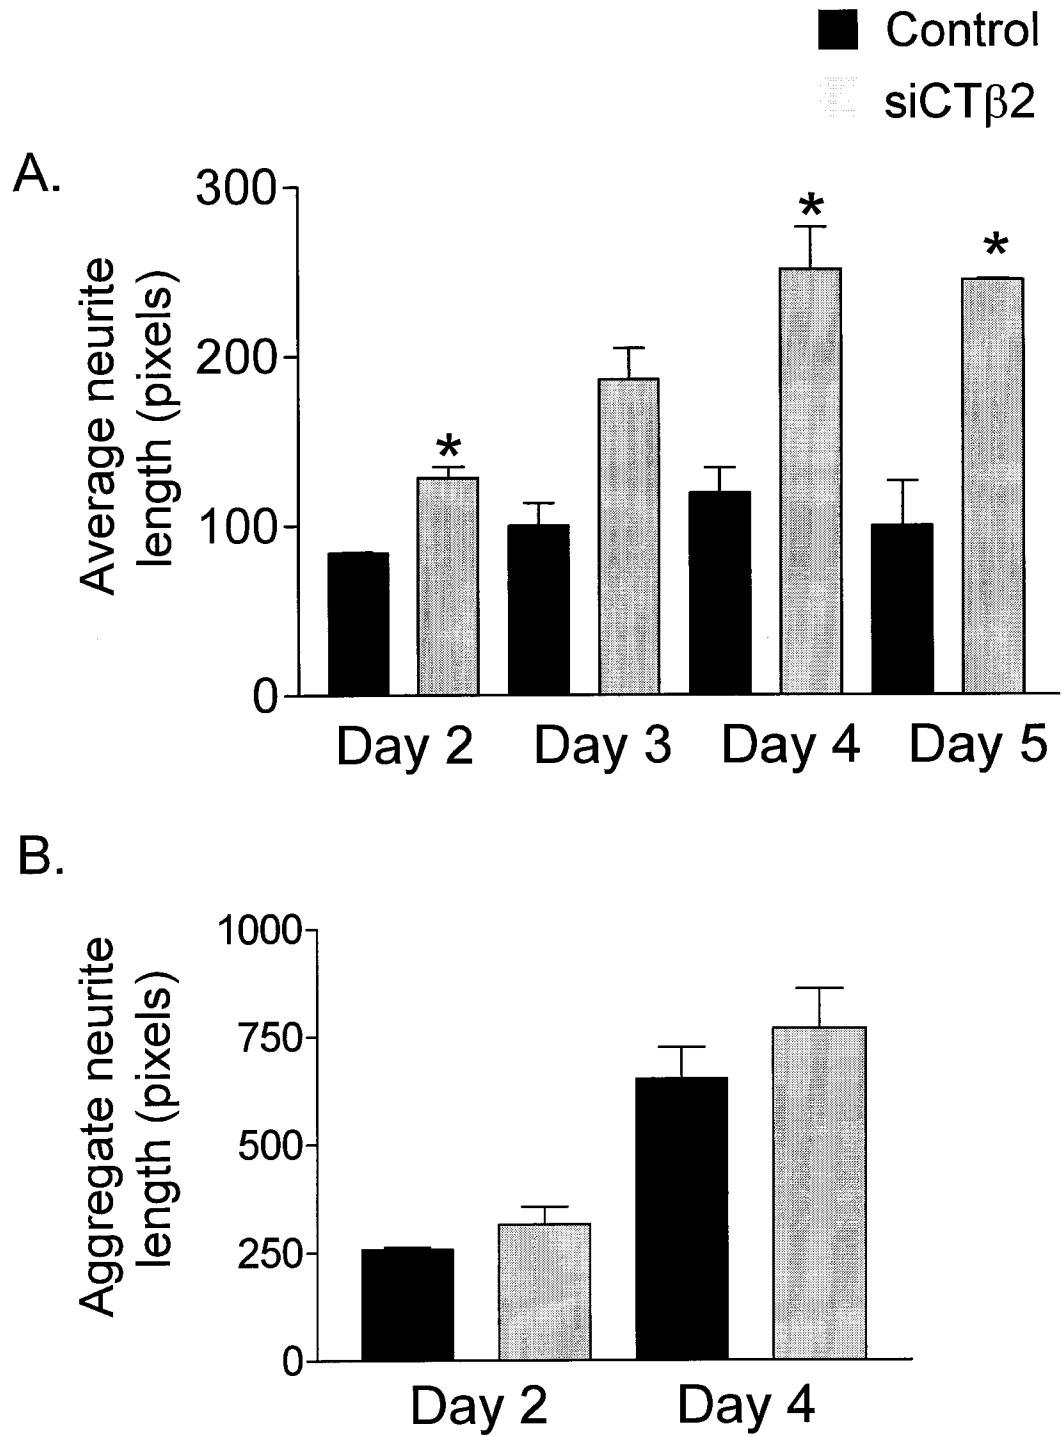 Control
siCTβ2
A.
Average neurite
length (pixels)
300
200
100
0
*
*
*
Day 2 Day 3 Day 4 Day 5
B.
Aggregate neurite
length (pixels)
1000
750
500
250
0
Day 2 Day 4